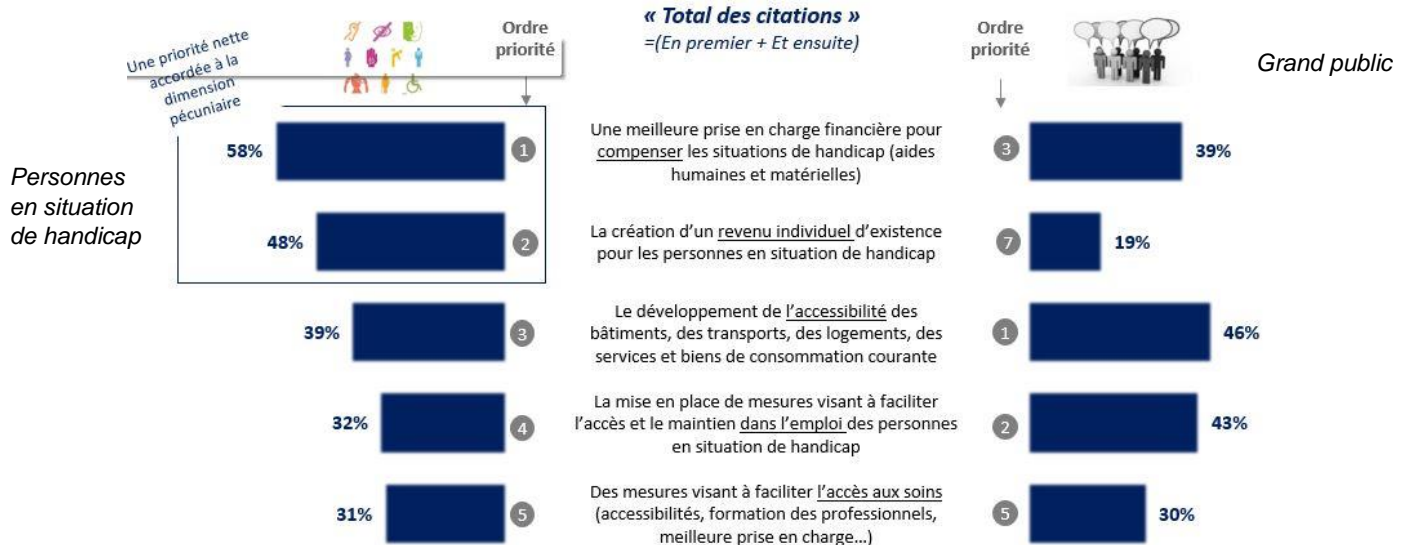 « Total des citations »
=(En premier + Et ensuite)
Ordre
priorité
Ordre
priorité
Grand public
Une priorité nette
accordée à la
dimension
pécuniaire
Personnes
en situation
de handicap
58%
1
Une meilleure prise en charge financière pour
compenser les situations de handicap (aides
humaines et matérielles)
3
39%
48%
2
La création d'un revenu individuel d'existence
pour les personnes en situation de handicap
7
19%
39%
3
Le développement de l'accessibilité des
bâtiments, des transports, des logements, des
services et biens de consommation courante
1
46%
32%
4
La mise en place de mesures visant à faciliter
l'accès et le maintien dans l'emploi des personnes
en situation de handicap
2
43%
31%
5
Des mesures visant à faciliter l'accès aux soins
(accessibilités, formation des professionnels,
meilleure prise en charge...)
5
30%